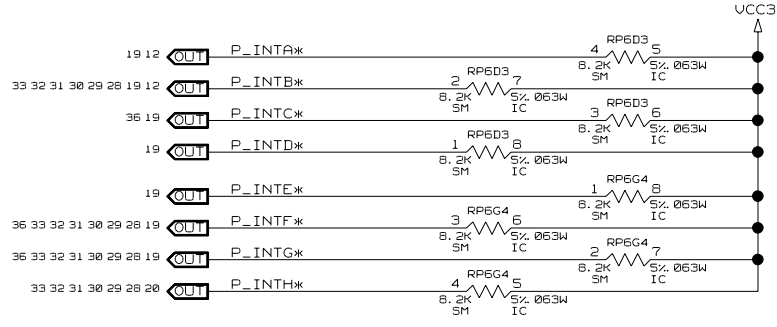 VCC3
RP6D3
19 12 OUT P_INTA* 4 5
8.2K 5%.063W
SM IC
RP6D3
33 32 31 30 29 28 19 12 OUT P_INTB* 2 7
8.2K 5%.063W
SM IC
RP6D3
36 19 OUT P_INTC* 3 6
8.2K 5%.063W
SM IC
RP6D3
19 OUT P_INTD* 1 8
8.2K 5%.063W
SM IC
RP6G4
19 OUT P_INTE* 1 8
8.2K 5%.063W
SM IC
RP6G4
36 33 32 31 30 29 28 19 OUT P_INTF* 3 6
8.2K 5%.063W
SM IC
RP6G4
36 33 32 31 30 29 28 19 OUT P_INTG* 2 7
8.2K 5%.063W
SM IC
RP6G4
33 32 31 30 29 28 20 OUT P_INTH* 4 5
8.2K 5%.063W
SM IC